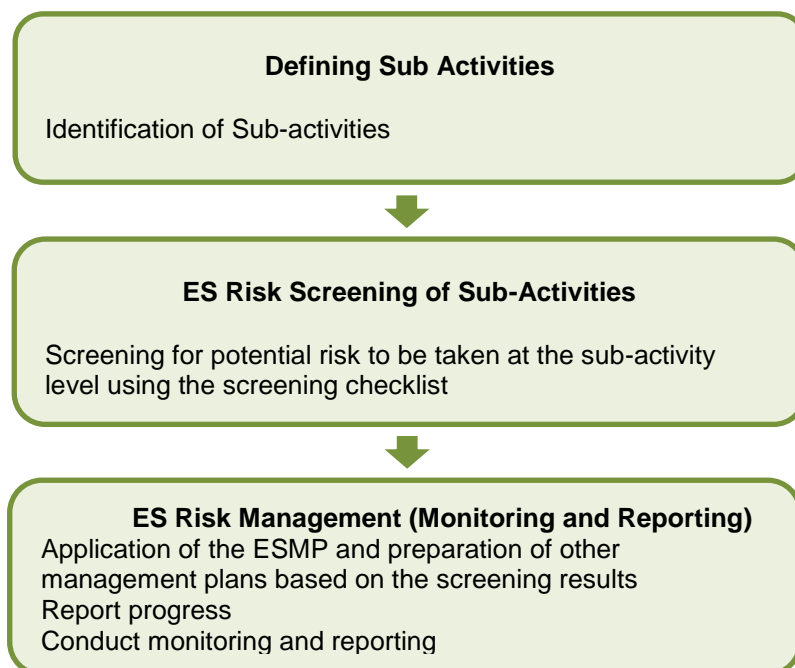 Defining Sub Activities
Identification of Sub-activities
ES Risk Screening of Sub-Activities
Screening for potential risk to be taken at the sub-activity
level using the screening checklist
ES Risk Management (Monitoring and Reporting)
Application of the ESMP and preparation of other
management plans based on the screening results
Report progress
Conduct monitoring and reporting